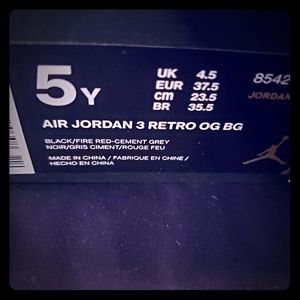 5Y
UK 4.5
EUR 37.5
cm 23.5
BR 35.5
8542
JORDAN
AIR JORDAN 3 RETRO OG BG
BLACK/FIRE RED-CEMENT GREY
NOIR/GRIS CIMENT/ROUGE FEU
MADE IN CHINA / FABRIQUE EN CHINE /
HECHO EN CHINA